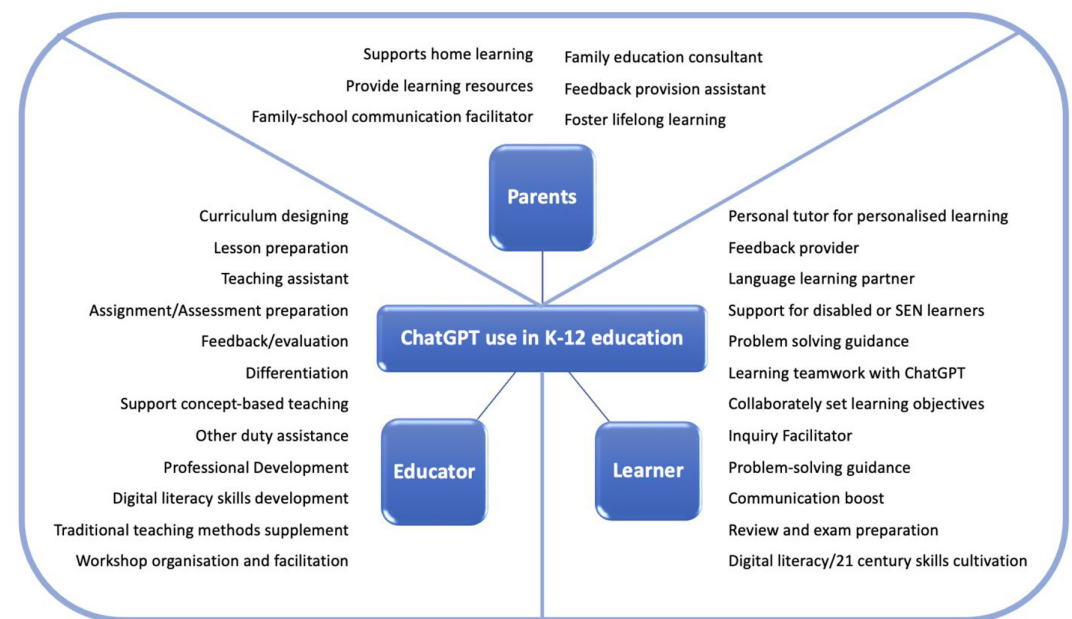 Supports home learning
Provide learning resources
Family-school communication facilitator
Family education consultant
Feedback provision assistant
Foster lifelong learning
Parents
Curriculum designing
Lesson preparation
Teaching assistant
Assignment/Assessment preparation
Feedback/evaluation
Differentiation
Support concept-based teaching
Other duty assistance
Professional Development
Digital literacy skills development
Traditional teaching methods supplement
Workshop organisation and facilitation
ChatGPT use in K-12 education
Educator
Learner
Personal tutor for personalised learning
Feedback provider
Language learning partner
Support for disabled or SEN learners
Problem solving guidance
Learning teamwork with ChatGPT
Collaborately set learning objectives
Inquiry Facilitator
Problem-solving guidance
Communication boost
Review and exam preparation
Digital literacy/21 century skills cultivation